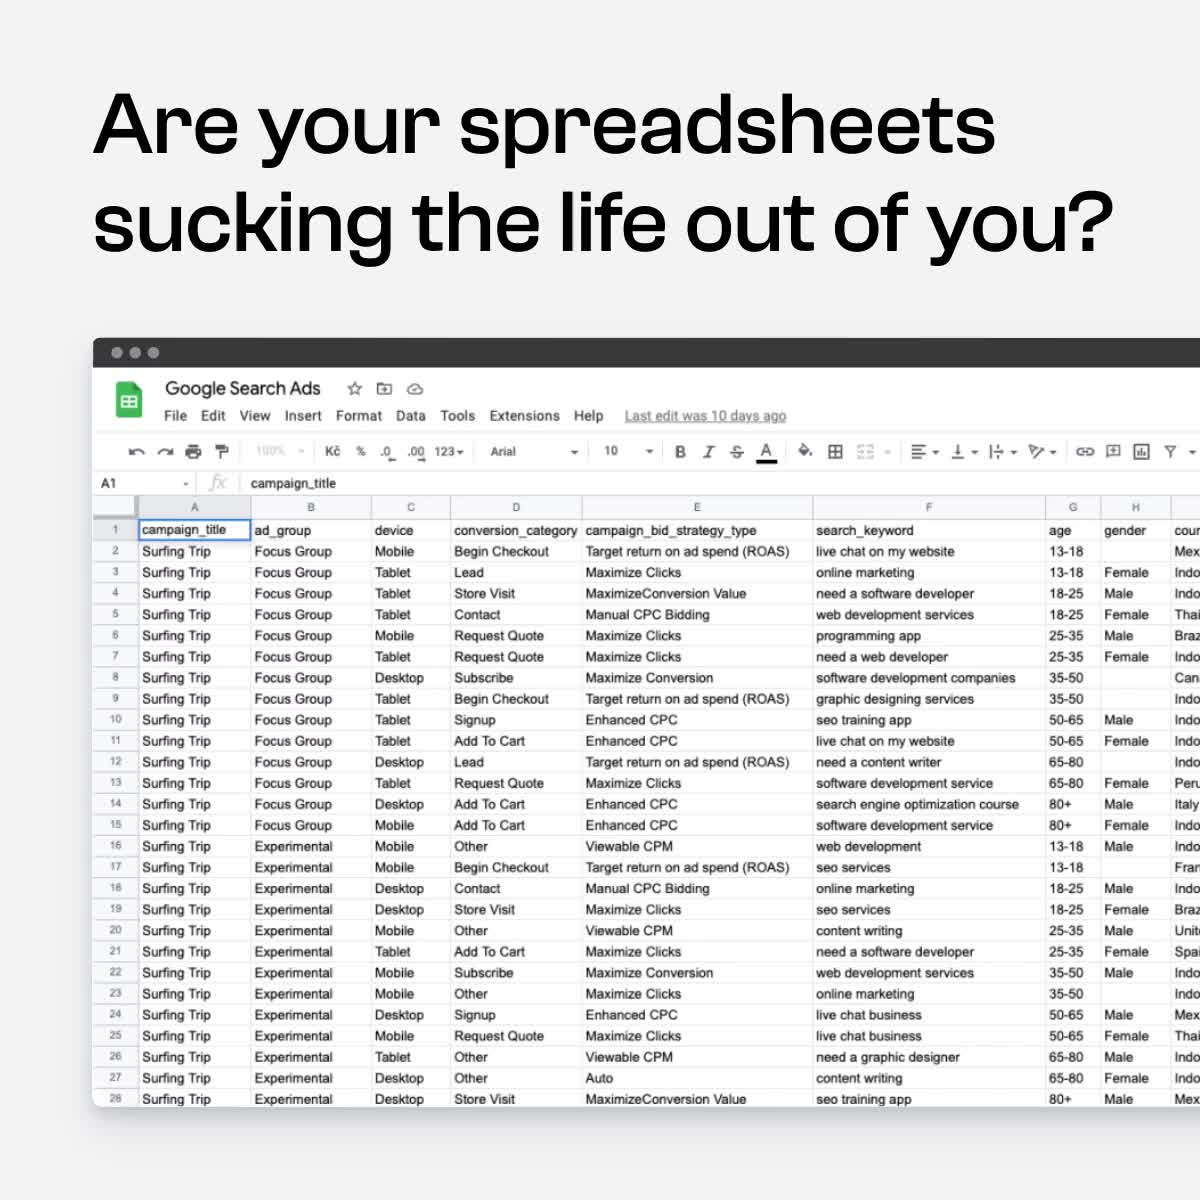 Are your spreadsheets
sucking the life out of you?
Google Search Ads
File Edit View Insert Format Data Tools Extensions Help Last edit was 10 days ago
100% Kč % .0 .00 123 Arial 10 B I S A
A1 fx campaign_title
A B C D E F G H
1 campaign_title ad_group device conversion_category campaign_bid_strategy_type search_keyword age gender cour
2 Surfing Trip Focus Group Mobile Begin Checkout Target return on ad spend (ROAS) live chat on my website 13-18 Mex
3 Surfing Trip Focus Group Tablet Lead Maximize Clicks online marketing 13-18 Female Indo
4 Surfing Trip Focus Group Tablet Store Visit MaximizeConversion Value need a software developer 18-25 Male Indo
5 Surfing Trip Focus Group Tablet Contact Manual CPC Bidding web development services 18-25 Female Thai
6 Surfing Trip Focus Group Mobile Request Quote Maximize Clicks programming app 25-35 Male Braz
7 Surfing Trip Focus Group Tablet Request Quote Maximize Clicks need a web developer 25-35 Female Indo
8 Surfing Trip Focus Group Desktop Subscribe Maximize Conversion software development companies 35-50 Can
9 Surfing Trip Focus Group Tablet Begin Checkout Target return on ad spend (ROAS) graphic designing services 35-50 Indo
10 Surfing Trip Focus Group Tablet Signup Enhanced CPC seo training app 50-65 Male Indo
11 Surfing Trip Focus Group Tablet Add To Cart Enhanced CPC live chat on my website 50-65 Female Indo
12 Surfing Trip Focus Group Desktop Lead Target return on ad spend (ROAS) need a content writer 65-80 Indo
13 Surfing Trip Focus Group Tablet Request Quote Maximize Clicks software development service 65-80 Female Peru
14 Surfing Trip Focus Group Desktop Add To Cart Enhanced CPC search engine optimization course 80+ Male Italy
15 Surfing Trip Focus Group Mobile Add To Cart Enhanced CPC software development service 80+ Female Indo
16 Surfing Trip Experimental Mobile Other Viewable CPM web development 13-18 Male Indo
17 Surfing Trip Experimental Mobile Begin Checkout Target return on ad spend (ROAS) seo services 13-18 Fran
18 Surfing Trip Experimental Desktop Contact Manual CPC Bidding online marketing 18-25 Male Indo
19 Surfing Trip Experimental Desktop Store Visit Maximize Clicks seo services 18-25 Female Braz
20 Surfing Trip Experimental Mobile Other Viewable CPM content writing 25-35 Male Unit
21 Surfing Trip Experimental Tablet Add To Cart Maximize Clicks need a software developer 25-35 Female Spai
22 Surfing Trip Experimental Mobile Subscribe Maximize Conversion web development services 35-50 Male Indo
23 Surfing Trip Experimental Mobile Other Maximize Clicks online marketing 35-50 Indo
24 Surfing Trip Experimental Desktop Signup Enhanced CPC live chat business 50-65 Male Mex
25 Surfing Trip Experimental Mobile Request Quote Maximize Clicks live chat business 50-65 Female Thai
26 Surfing Trip Experimental Tablet Other Viewable CPM need a graphic designer 65-80 Male Indo
27 Surfing Trip Experimental Desktop Other Auto content writing 65-80 Female Indo
28 Surfing Trip Experimental Desktop Store Visit MaximizeConversion Value seo training app 80+ Male Mex